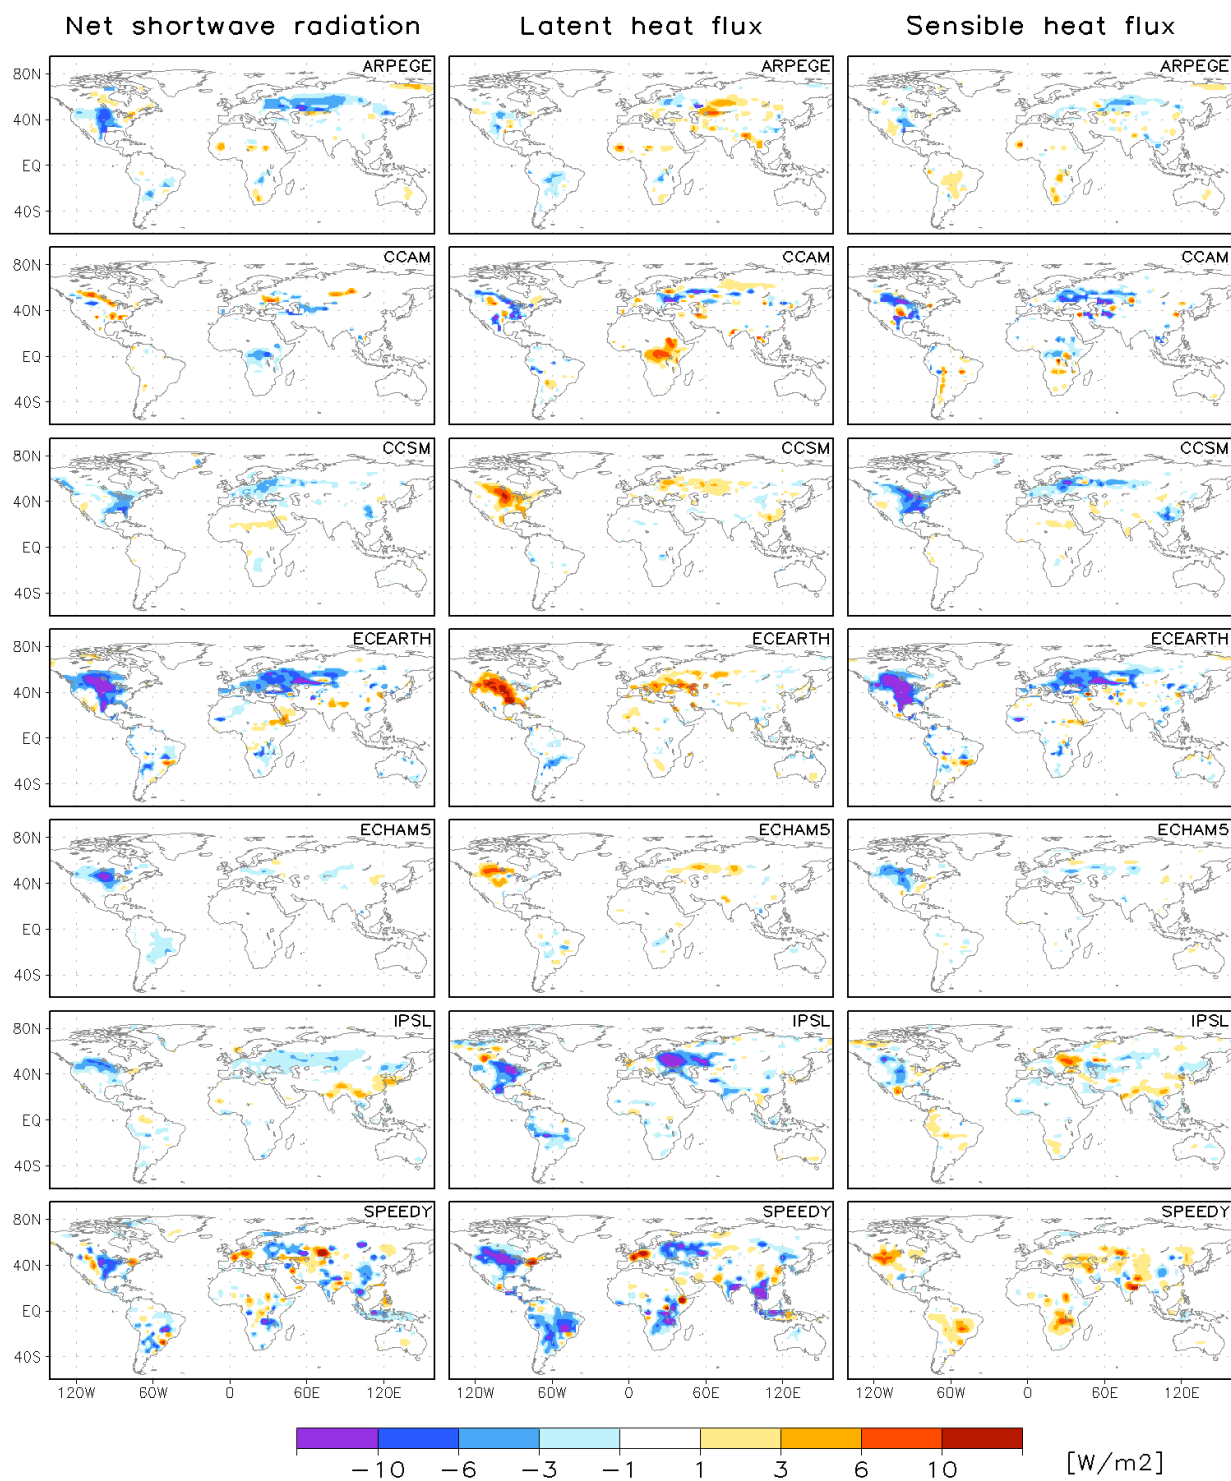 Net shortwave radiation Latent heat flux Sensible heat flux
80N ARPEGE ARPEGE ARPEGE
40N
EQ
40S
80N CCAM CCAM CCAM
40N
EQ
40S
80N CCSM CCSM CCSM
40N
EQ
40S
80N ECEARTH ECEARTH ECEARTH
40N
EQ
40S
80N ECHAM5 ECHAM5 ECHAM5
40N
EQ
40S
80N IPSL IPSL IPSL
40N
EQ
40S
80N SPEEDY SPEEDY SPEEDY
40N
EQ
40S
120W 60W 0 60E 120E 120W 60W 0 60E 120E 120W 60W 0 60E 120E
−10 −6 −3 −1 1 3 6 10 [W/m2]